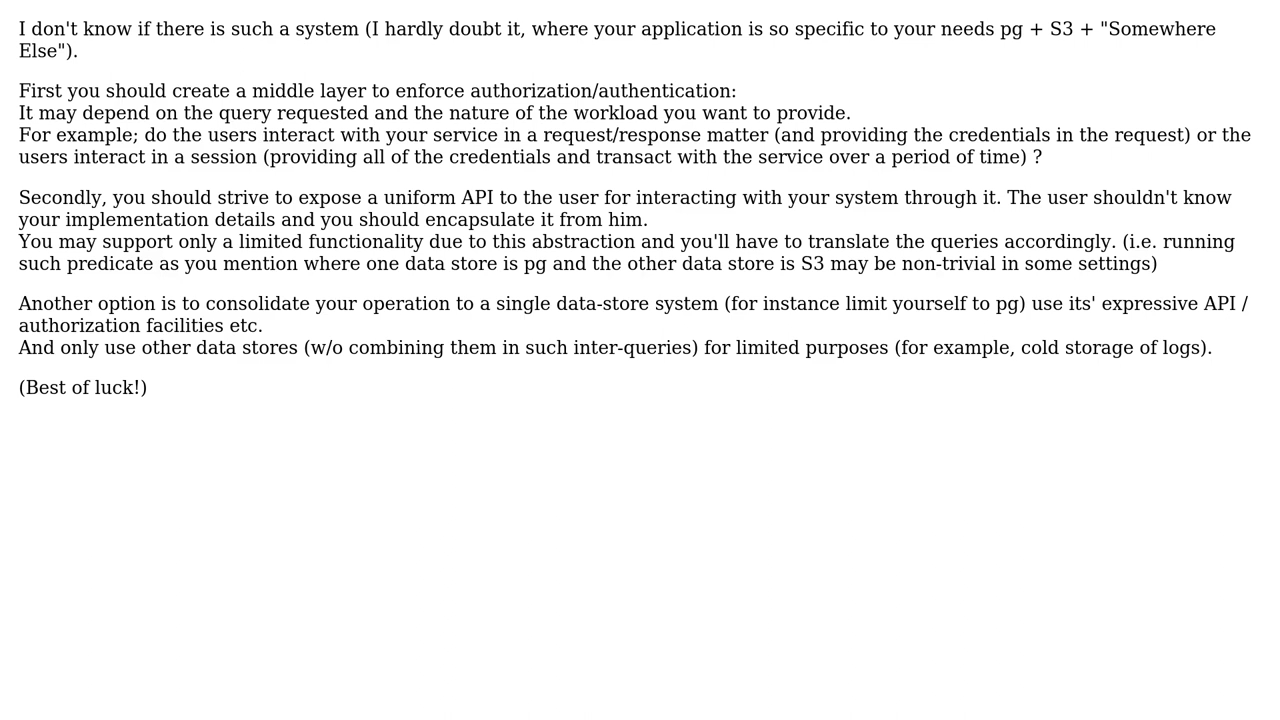 I don't know if there is such a system (I hardly doubt it, where your application is so specific to your needs pg + S3 + "Somewhere
Else").
First you should create a middle layer to enforce authorization/authentication:
It may depend on the query requested and the nature of the workload you want to provide.
For example; do the users interact with your service in a request/response matter (and providing the credentials in the request) or the
users interact in a session (providing all of the credentials and transact with the service over a period of time) ?
Secondly, you should strive to expose a uniform API to the user for interacting with your system through it. The user shouldn't know
your implementation details and you should encapsulate it from him.
You may support only a limited functionality due to this abstraction and you'll have to translate the queries accordingly. (i.e. running
such predicate as you mention where one data store is pg and the other data store is S3 may be non-trivial in some settings)
Another option is to consolidate your operation to a single data-store system (for instance limit yourself to pg) use its' expressive API /
authorization facilities etc.
And only use other data stores (w/o combining them in such inter-queries) for limited purposes (for example, cold storage of logs).
(Best of luck!)